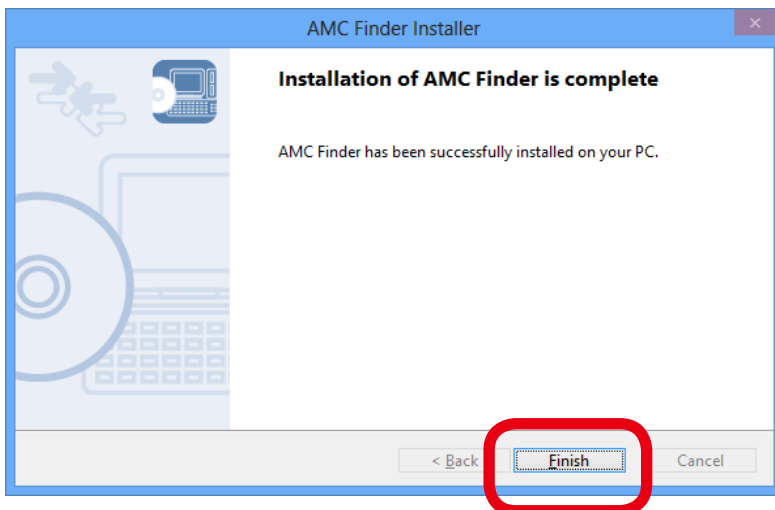 AMC Finder Installer
Installation of AMC Finder is complete
AMC Finder has been successfully installed on your PC.
< Back
Finish
Cancel